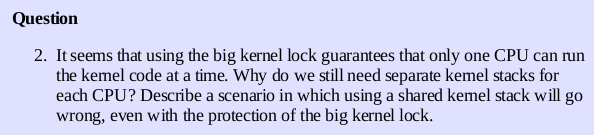 Question
2. It seems that using the big kernel lock guarantees that only one CPU can run
the kernel code at a time. Why do we still need separate kernel stacks for
each CPU? Describe a scenario in which using a shared kernel stack will go
wrong, even with the protection of the big kernel lock.